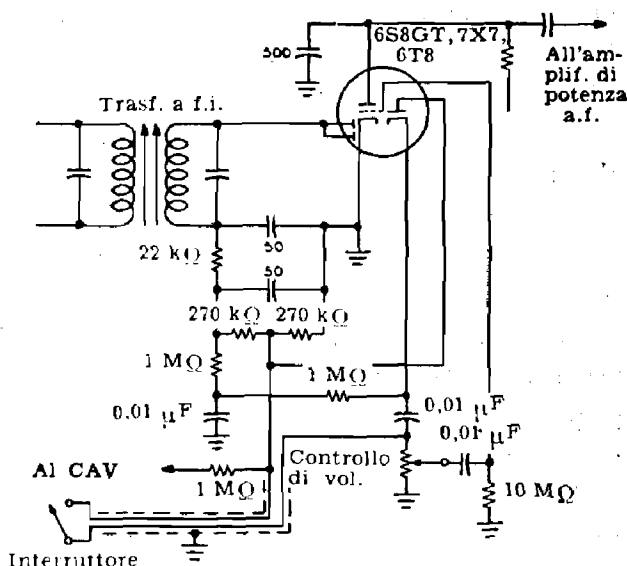 500
6S8GT, 7X7,
6T8
All'am-
plif. di
potenza
a.f.
Trasf. a f.i.
50
22 kΩ
50
270 kΩ 270 kΩ
1 MΩ
1 MΩ
0,01 µF
0,01 µF
0,01 µF
Al CAV
1 MΩ
Controllo
di vol.
10 MΩ
Interruttore